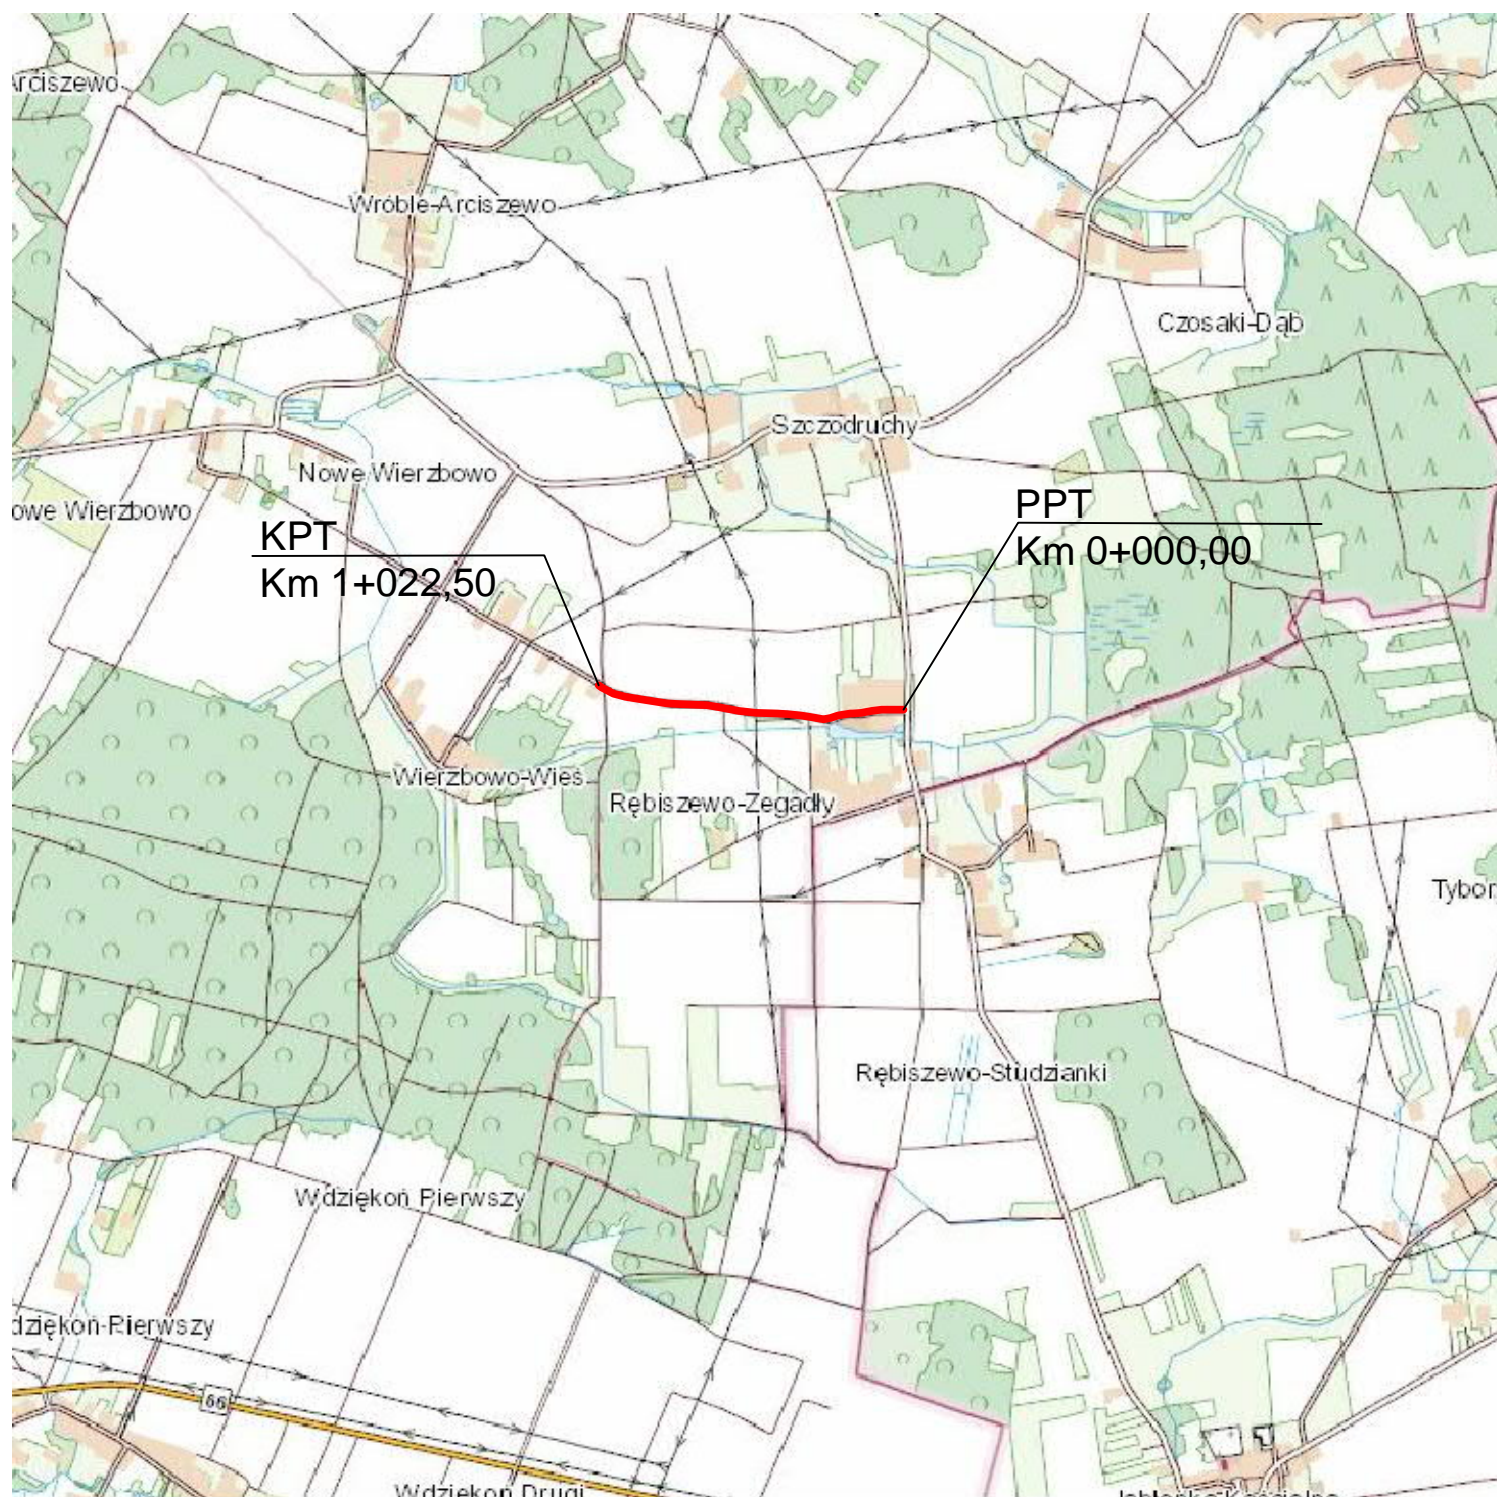 Wróble-Arciszewo
Czosaki-Dąb
Szczodruchy
Nowe Wierzbowo
PPT
owe Wierzbowo
KPT
Km 0+000,00
Km 1+022,50
Wierzbowo-Wieś
Rębiszewo-Zegadły
Tybor
Rębiszewo-Studzianki
Wdziękoń Pierwszy
dziękoń-Pierwszy
66
Wdziękoń Drugi